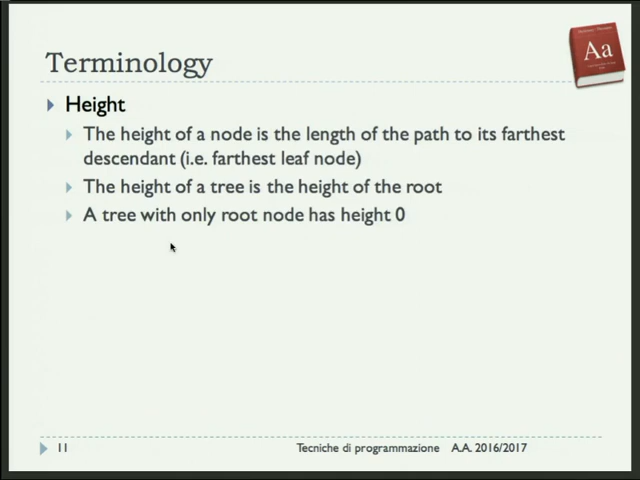 Terminology
Aa
Height
The height of a node is the length of the path to its farthest
descendant (i.e. farthest leaf node)
The height of a tree is the height of the root
A tree with only root node has height 0
11
Tecniche di programmazione A.A. 2016/2017